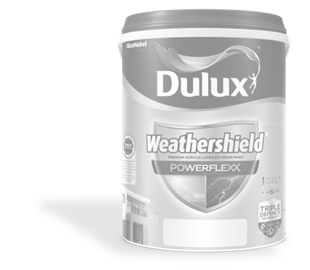 AkzoNobel
Dulux
Weathershield
PREMIUM ACRYLIC LATEX EXTERIOR PAINT
POWERFLEXX
TRIPLE
DEFENCE